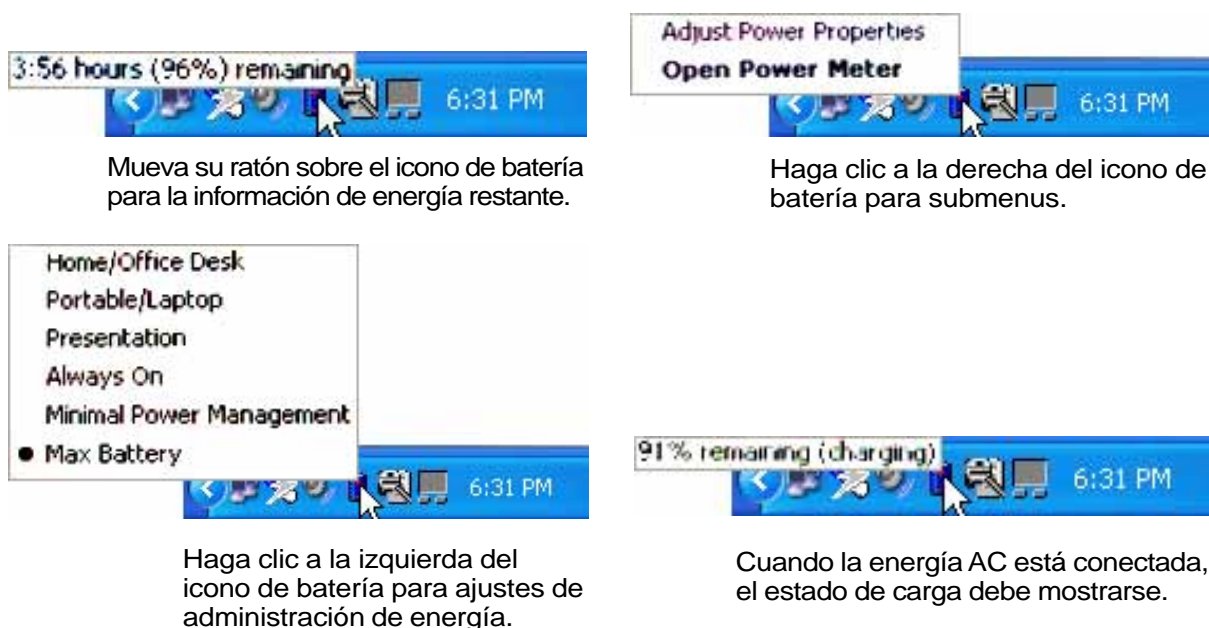 3:56 hours (96%) remaining
6:31 PM
Mueva su ratón sobre el icono de batería
para la información de energía restante.
Adjust Power Properties
Open Power Meter
6:31 PM
Haga clic a la derecha del icono de
batería para submenus.
Home/Office Desk
Portable/Laptop
Presentation
Always On
Minimal Power Management
Max Battery
6:31 PM
Haga clic a la izquierda del
icono de batería para ajustes de
administración de energía.
91% remaining (charging)
6:31 PM
Cuando la energía AC está conectada,
el estado de carga debe mostrarse.